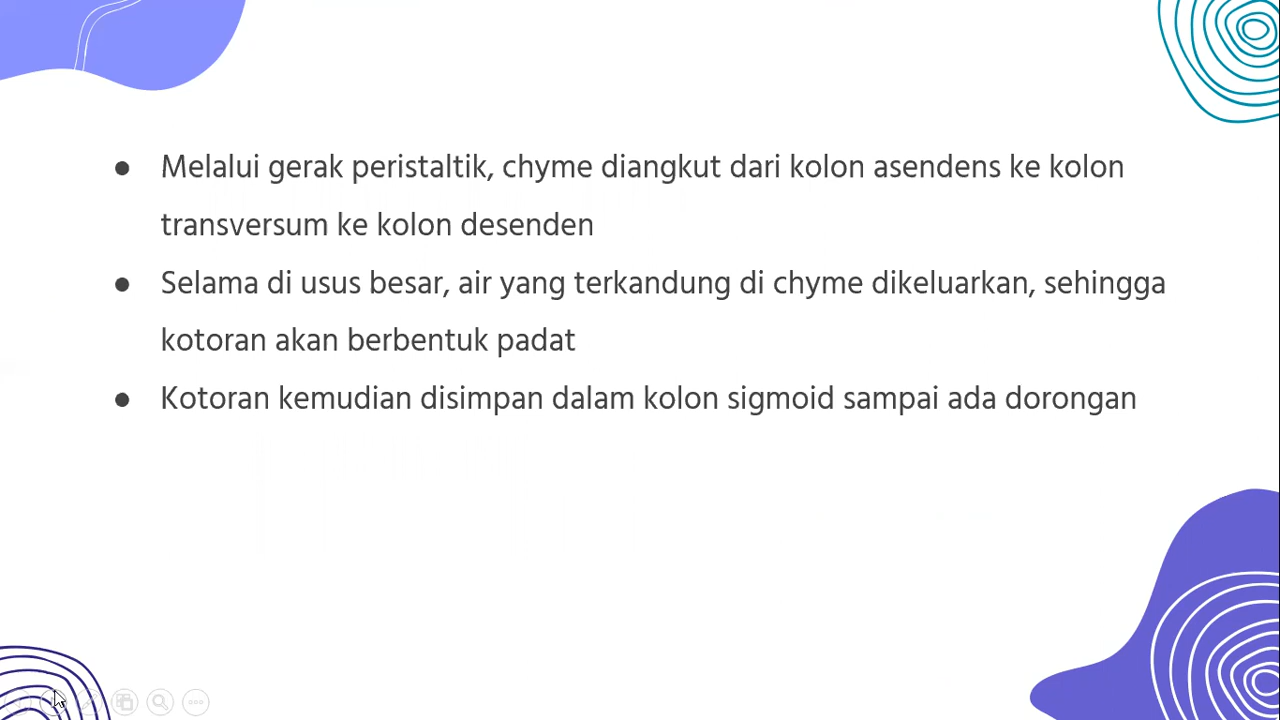 ● Melalui gerak peristaltik, chyme diangkut dari kolon asendens ke kolon
transversum ke kolon desenden
● Selama di usus besar, air yang terkandung di chyme dikeluarkan, sehingga
kotoran akan berbentuk padat
● Kotoran kemudian disimpan dalam kolon sigmoid sampai ada dorongan